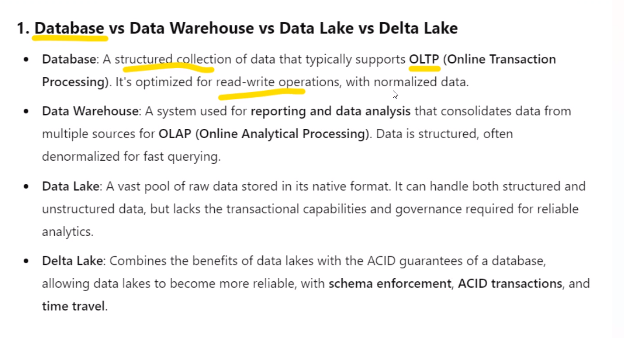 1. Database vs Data Warehouse vs Data Lake vs Delta Lake
• Database: A structured collection of data that typically supports OLTP (Online Transaction
Processing). It's optimized for read-write operations, with normalized data.
• Data Warehouse: A system used for reporting and data analysis that consolidates data from
multiple sources for OLAP (Online Analytical Processing). Data is structured, often
denormalized for fast querying.
• Data Lake: A vast pool of raw data stored in its native format. It can handle both structured and
unstructured data, but lacks the transactional capabilities and governance required for reliable
analytics.
• Delta Lake: Combines the benefits of data lakes with the ACID guarantees of a database,
allowing data lakes to become more reliable, with schema enforcement, ACID transactions, and
time travel.